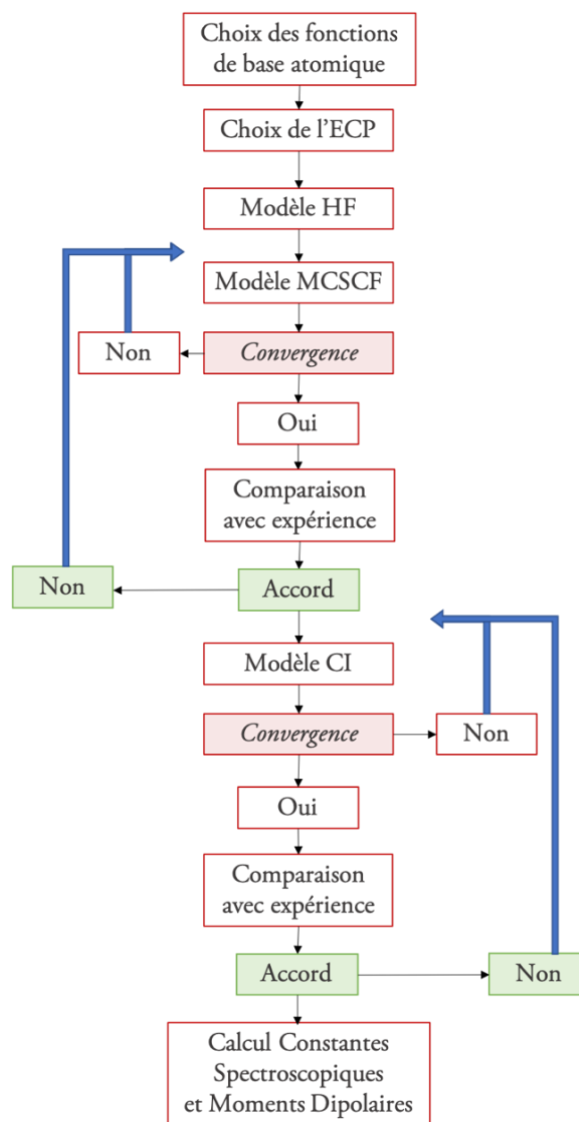 Choix des fonctions
de base atomique
Choix de l’ECP
Modèle HF
Modèle MCSCF
Non
Convergence
Oui
Comparaison
avec expérience
Non
Accord
Modèle CI
Convergence
Non
Oui
Comparaison
avec expérience
Accord
Non
Calcul Constantes
Spectroscopiques
et Moments Dipolaires